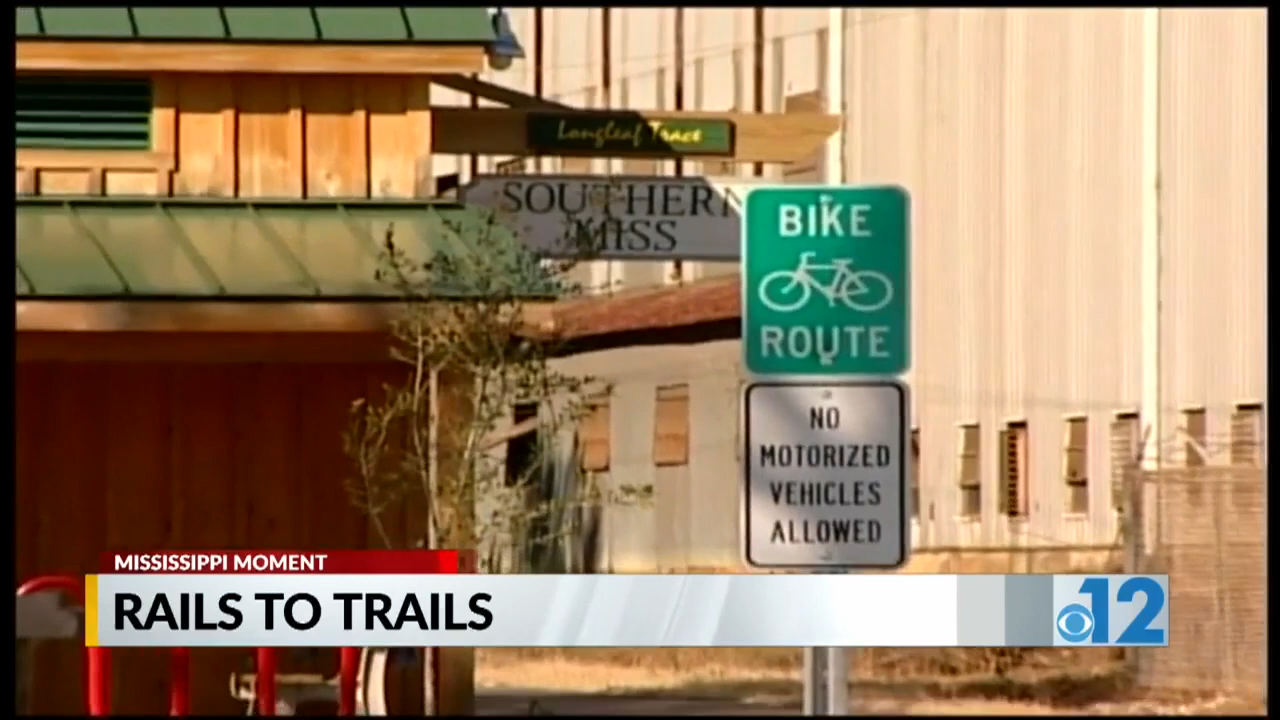 Longleaf Trace
SOUTHERN
MISS
BIKE
ROUTE
NO
MOTORIZED
VEHICLES
ALLOWED
MISSISSIPPI MOMENT
RAILS TO TRAILS
12